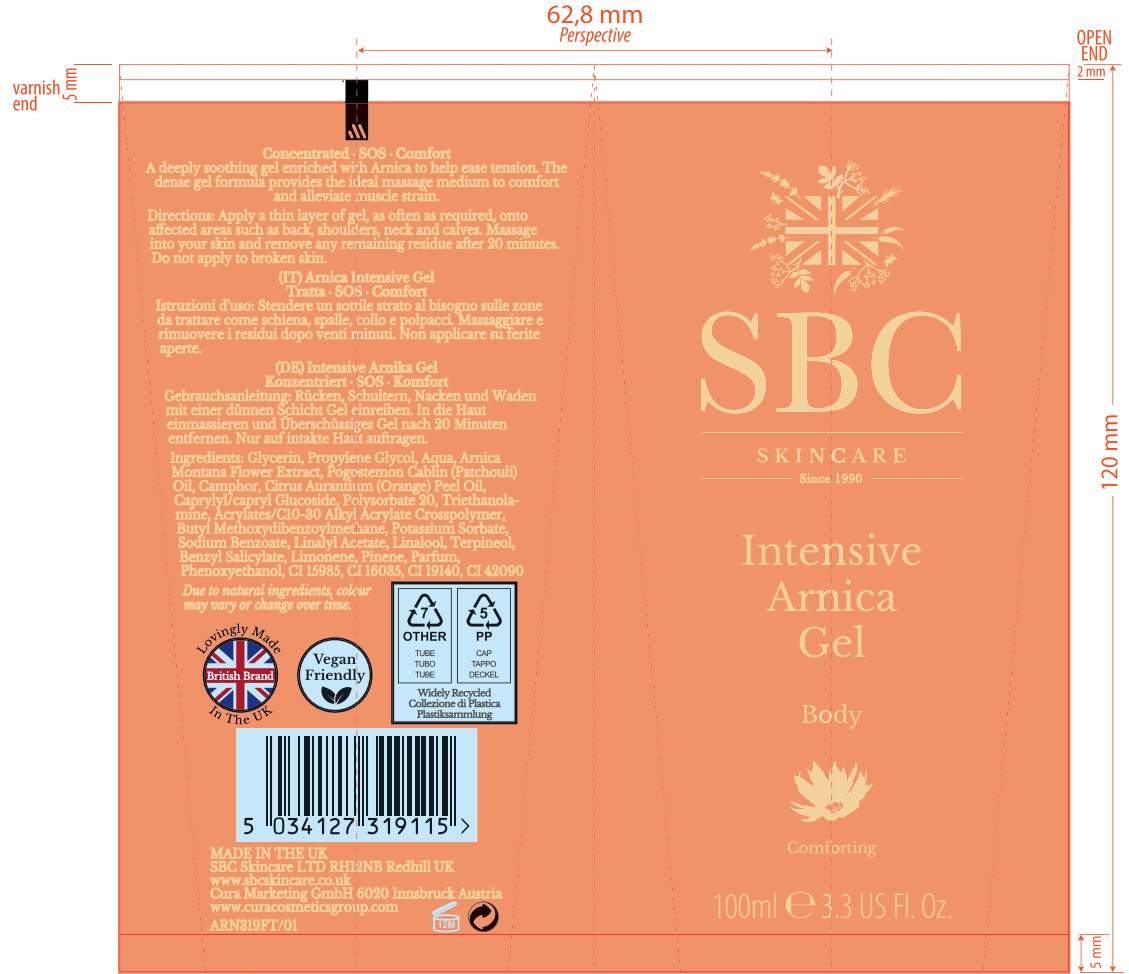 62,8 mm
Perspective
OPEN
END
2 mm
varnish
end
5 mm
Concentrated · SOS · Comfort
A deeply soothing gel enriched with Arnica to help ease tension. The
dense gel formula provides the ideal massage medium to comfort
and alleviate muscle strain.
Directions: Apply a thin layer of gel, as often as required, onto
affected areas such as back, shoulders, neck and calves. Massage
into your skin and remove any remaining residue after 20 minutes.
Do not apply to broken skin.
(IT) Arnica Intensive Gel
Tratta · SOS · Comfort
Istruzioni d'uso: Stendere un sottile strato al bisogno sulle zone
da trattare come schiena, spalle, collo e polpacci. Massaggiare e
rimuovere i residui dopo venti minuti. Non applicare su ferite
aperte.
(DE) Intensive Arnika Gel
Konzentriert · SOS · Komfort
Gebrauchsanleitung: Rücken, Schultern, Nacken und Waden
mit einer dünnen Schicht Gel einreiben. In die Haut
einmassieren und Überschüssiges Gel nach 20 Minuten
entfernen. Nur auf intakte Haut auftragen.
Ingredients: Glycerin, Propylene Glycol, Aqua, Arnica
Montana Flower Extract, Pogostemon Cablin (Patchouli)
Oil, Camphor, Citrus Aurantium (Orange) Peel Oil,
Caprylyl/capryl Glucoside, Polysorbate 20, Triethanola-
mine, Acrylates/C10-30 Alkyl Acrylate Crosspolymer,
Butyl Methoxydibenzoylmethane, Potassium Sorbate,
Sodium Benzoate, Linalyl Acetate, Linalool, Terpineol,
Benzyl Salicylate, Limonene, Pinene, Parfum,
Phenoxyethanol, CI 15985, CI 16035, CI 19140, CI 42090
Due to natural ingredients, colour
may vary or change over time.
Lovingly Made
British Brand
In The UK
Vegan
Friendly
7
OTHER
TUBE
TUBO
TUBE
5
PP
CAP
TAPPO
DECKEL
Widely Recycled
Collezione di Plastica
Plastiksammlung
5 034127 319115 >
MADE IN THE UK
SBC Skincare LTD RH12NB Redhill UK
www.sbcskincare.co.uk
Cura Marketing GmbH 6020 Innsbruck Austria
www.curacosmeticsgroup.com
ARN319FT/01
12M
SBC
SKINCARE
Since 1990
Intensive
Arnica
Gel
Body
Comforting
100ml ℮ 3.3 US Fl. Oz.
120 mm
5 mm